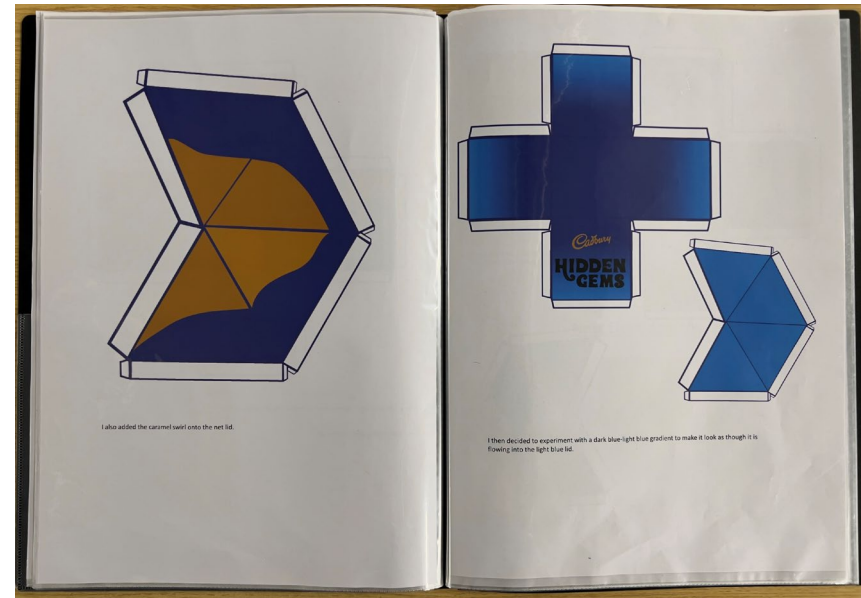 I also added the caramel swirl onto the net lid.
Cadbury
HIDDEN
GEMS
I then decided to experiment with a dark blue-light blue gradient to make it look as though it is
flowing into the light blue lid.